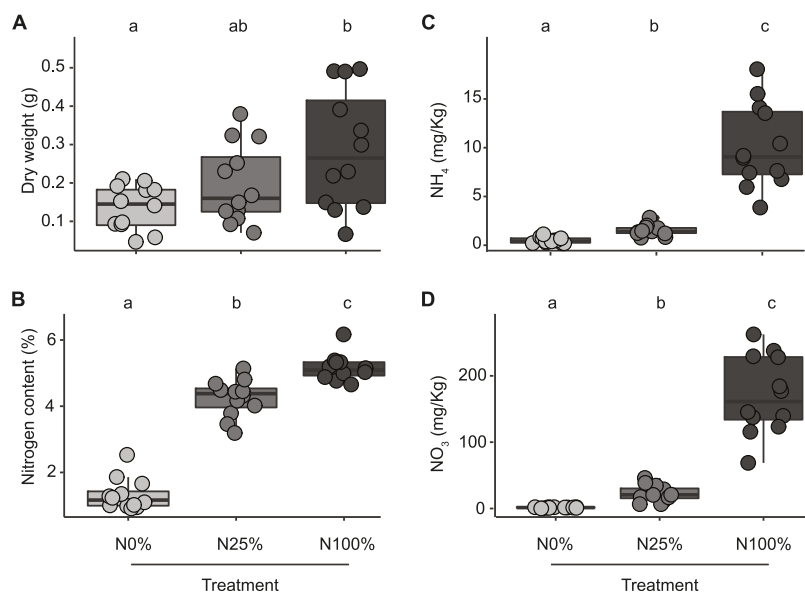 A
a
ab
b
Dry weight (g)
0.5
0.4
0.3
0.2
0.1
C
a
b
c
NH4 (mg/Kg)
15
10
5
0
B
a
b
c
Nitrogen content (%)
6
4
2
N0%
N25%
N100%
Treatment
D
a
b
c
NO3 (mg/Kg)
200
100
0
N0%
N25%
N100%
Treatment